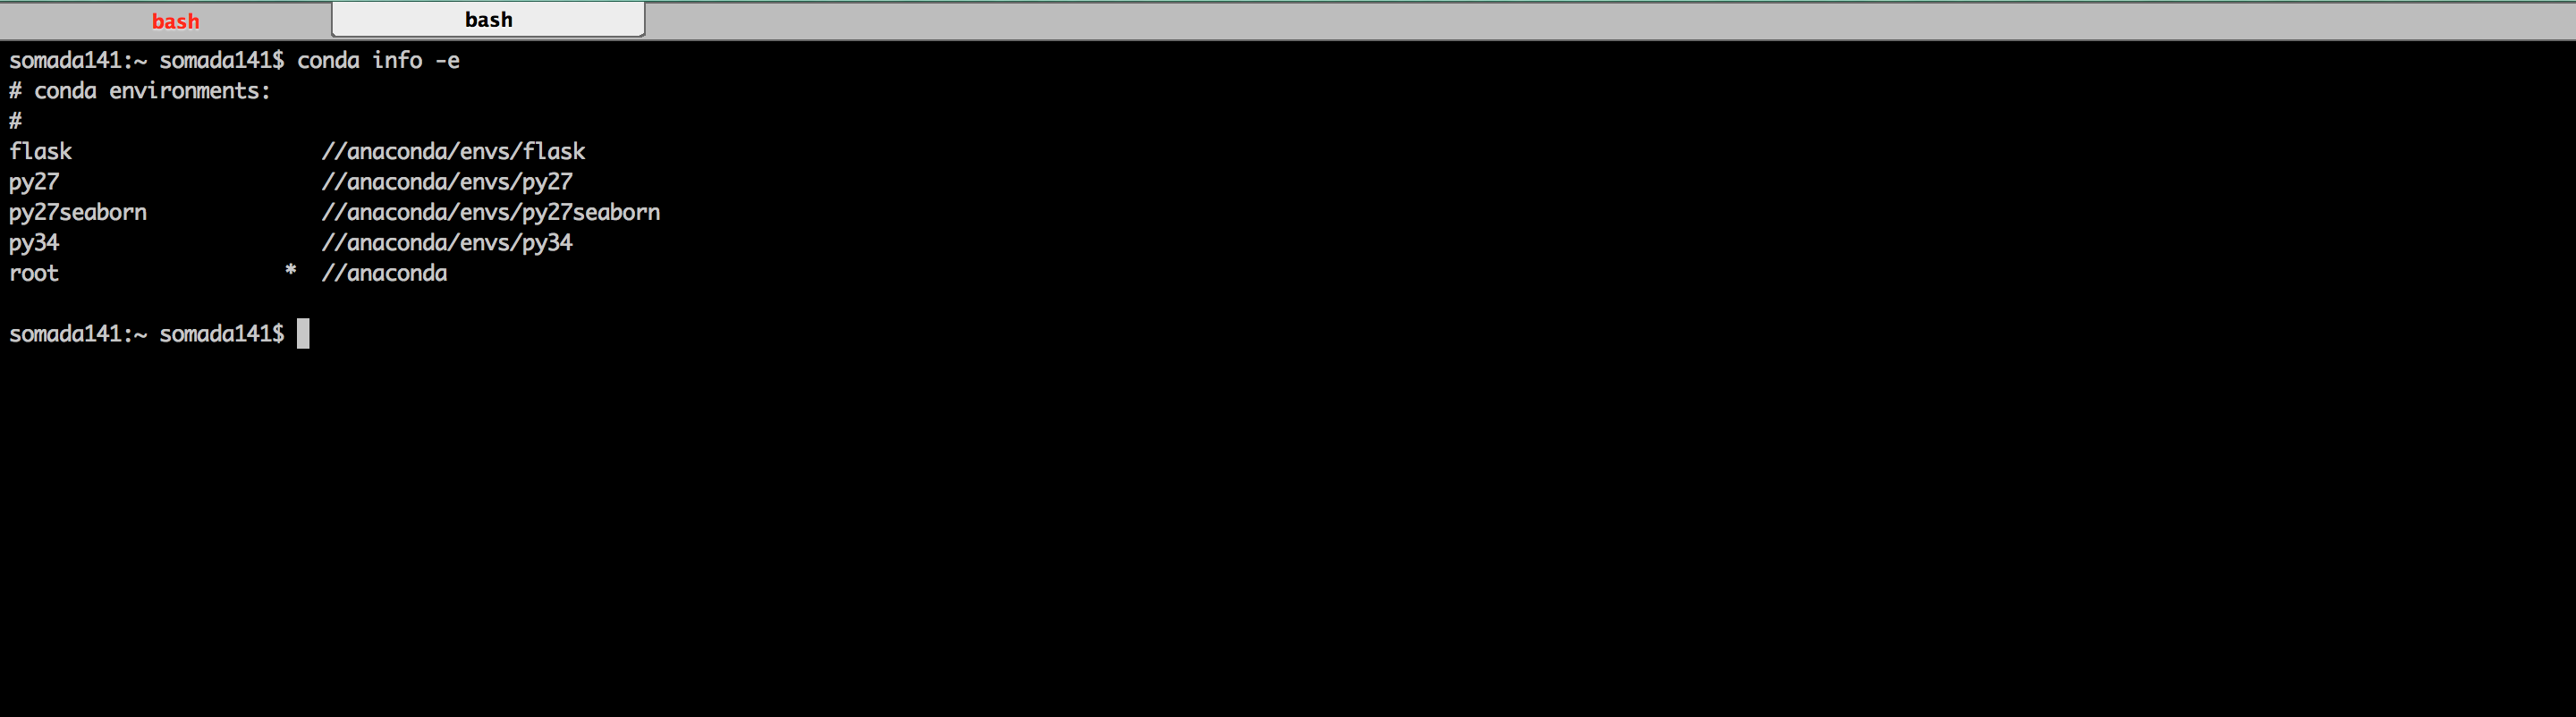 bash bash
somada141:~ somada141$ conda info -e
# conda environments:
#
flask                    //anaconda/envs/flask
py27                     //anaconda/envs/py27
py27seaborn              //anaconda/envs/py27seaborn
py34                     //anaconda/envs/py34
root                  *  //anaconda
somada141:~ somada141$